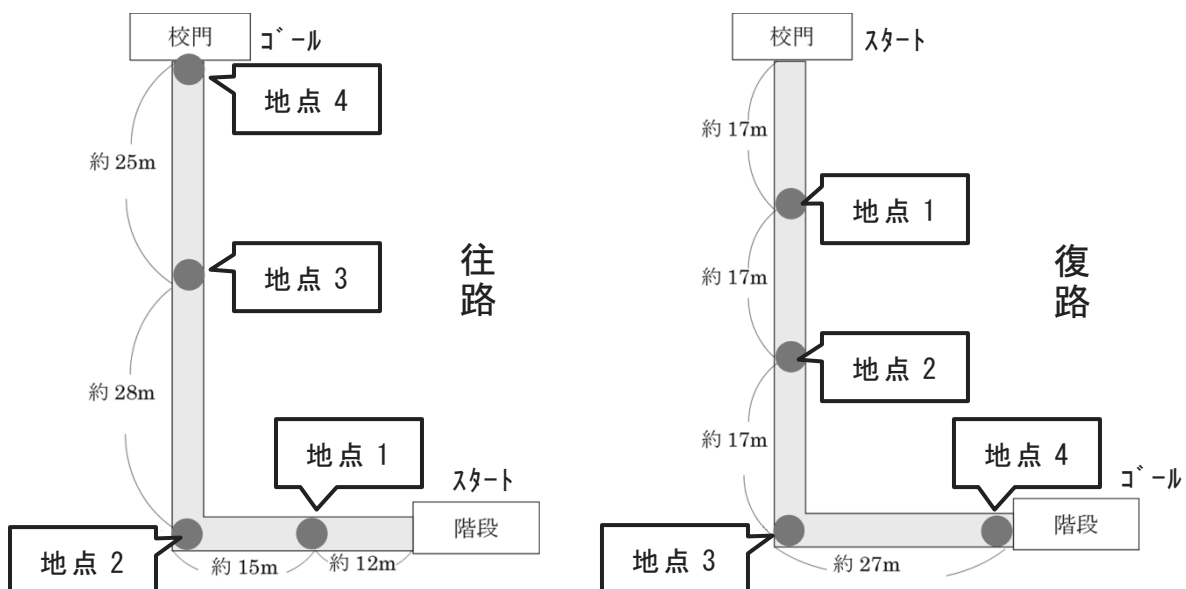 校門
ゴール
地点 4
約 25m
地点 3
往路
約 28m
地点 1
スタート
階段
地点 2
約 15m
約 12m
校門
スタート
約 17m
地点 1
復路
約 17m
地点 2
約 17m
地点 4
ゴール
階段
地点 3
約 27m